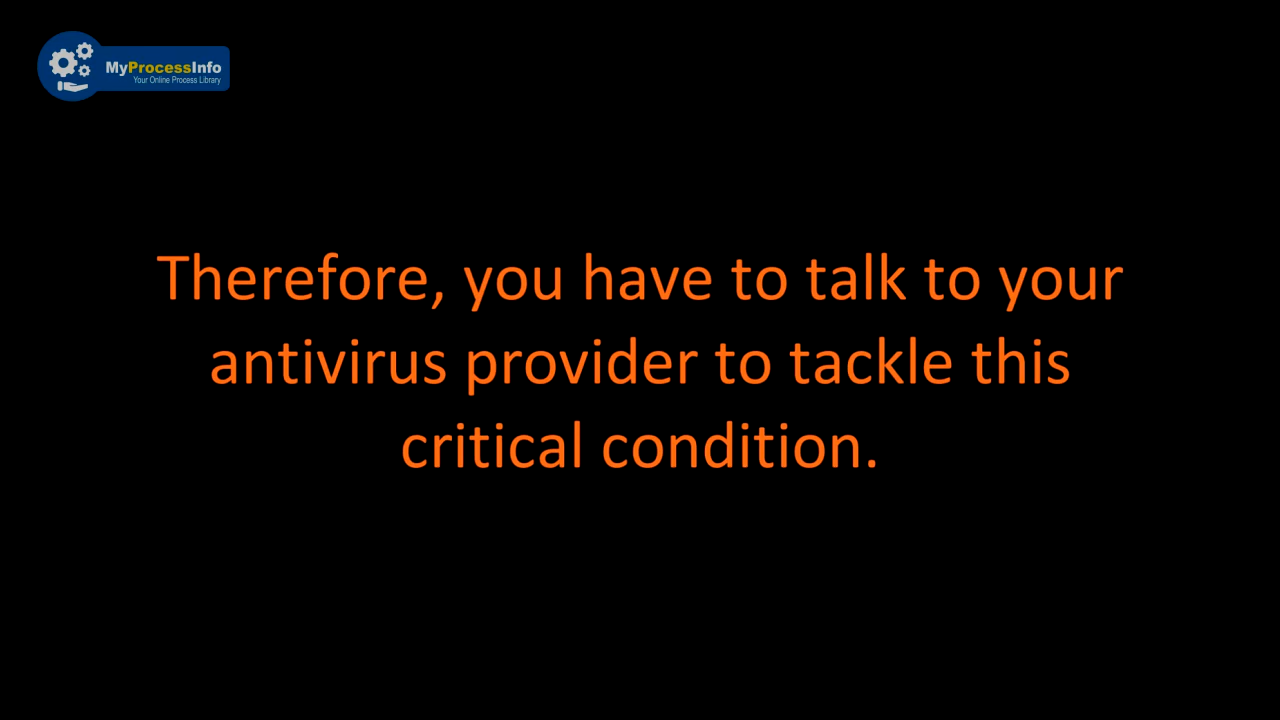 MyProcessInfo
Your Online Process Library
Therefore, you have to talk to your
antivirus provider to tackle this
critical condition.